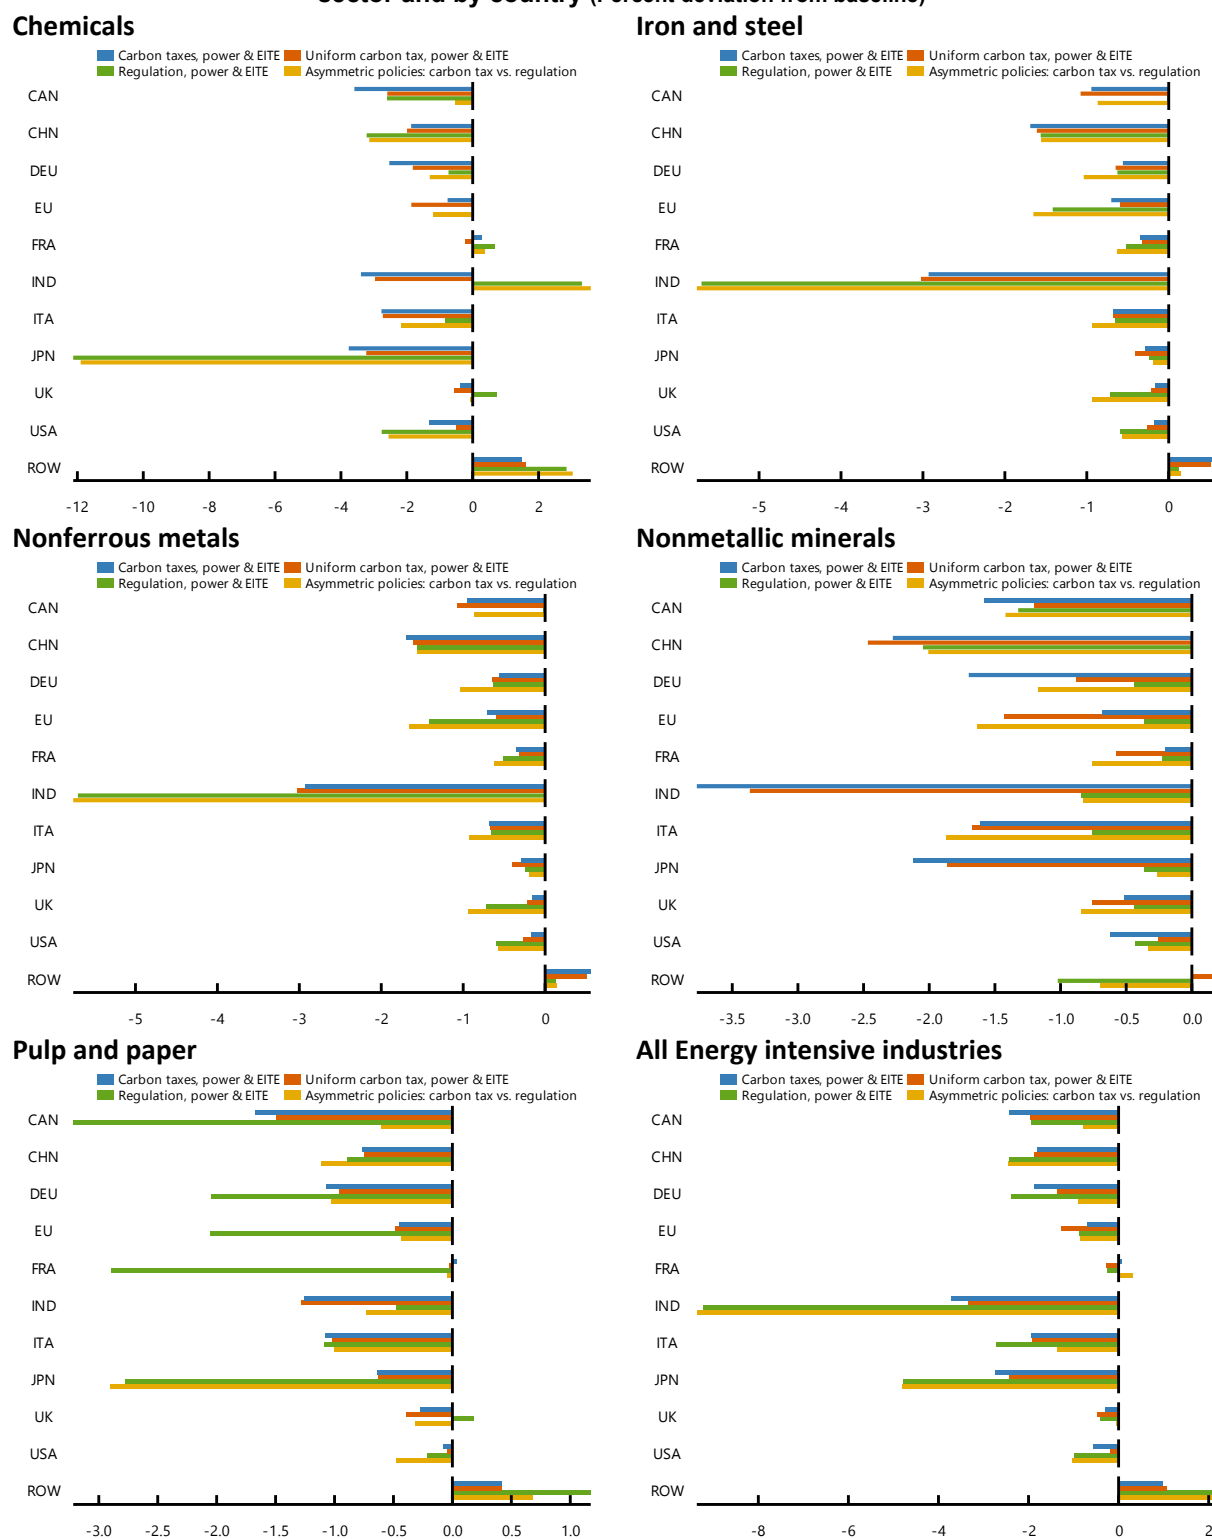 sector and by country (Percent deviation from baseline)
Chemicals
Carbon taxes, power & EITE Uniform carbon tax, power & EITE
Regulation, power & EITE Asymmetric policies: carbon tax vs. regulation
CAN
CHN
DEU
EU
FRA
IND
ITA
JPN
UK
USA
ROW
-12 -10 -8 -6 -4 -2 0 2
Iron and steel
Carbon taxes, power & EITE Uniform carbon tax, power & EITE
Regulation, power & EITE Asymmetric policies: carbon tax vs. regulation
CAN
CHN
DEU
EU
FRA
IND
ITA
JPN
UK
USA
ROW
-5 -4 -3 -2 -1 0
Nonferrous metals
Carbon taxes, power & EITE Uniform carbon tax, power & EITE
Regulation, power & EITE Asymmetric policies: carbon tax vs. regulation
CAN
CHN
DEU
EU
FRA
IND
ITA
JPN
UK
USA
ROW
-5 -4 -3 -2 -1 0
Nonmetallic minerals
Carbon taxes, power & EITE Uniform carbon tax, power & EITE
Regulation, power & EITE Asymmetric policies: carbon tax vs. regulation
CAN
CHN
DEU
EU
FRA
IND
ITA
JPN
UK
USA
ROW
-3.5 -3.0 -2.5 -2.0 -1.5 -1.0 -0.5 0.0
Pulp and paper
Carbon taxes, power & EITE Uniform carbon tax, power & EITE
Regulation, power & EITE Asymmetric policies: carbon tax vs. regulation
CAN
CHN
DEU
EU
FRA
IND
ITA
JPN
UK
USA
ROW
-3.0 -2.5 -2.0 -1.5 -1.0 -0.5 0.0 0.5 1.0
All Energy intensive industries
Carbon taxes, power & EITE Uniform carbon tax, power & EITE
Regulation, power & EITE Asymmetric policies: carbon tax vs. regulation
CAN
CHN
DEU
EU
FRA
IND
ITA
JPN
UK
USA
ROW
-8 -6 -4 -2 0 2